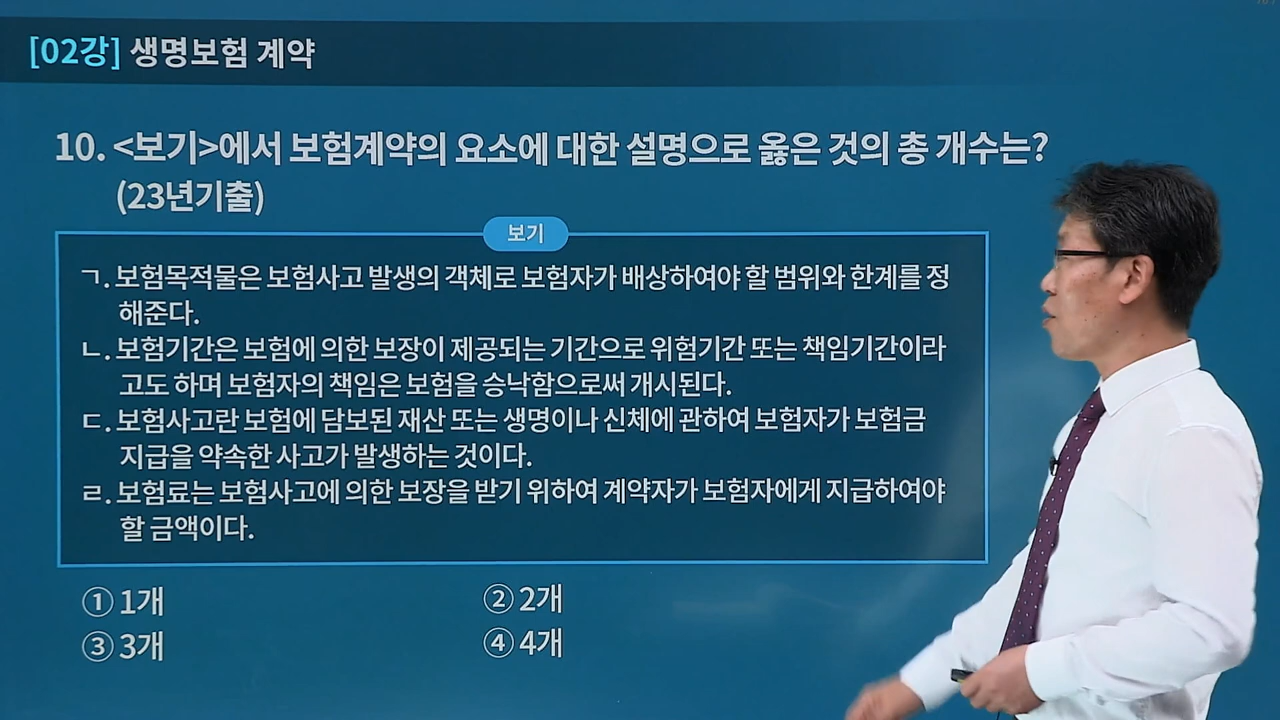 [02강] 생명보험 계약
10. <보기>에서 보험계약의 요소에 대한 설명으로 옳은 것의 총 개수는?
(23년기출)
보기
ㄱ. 보험목적물은 보험사고 발생의 객체로 보험자가 배상하여야 할 범위와 한계를 정
해준다.
ㄴ. 보험기간은 보험에 의한 보장이 제공되는 기간으로 위험기간 또는 책임기간이라
고도 하며 보험자의 책임은 보험을 승낙함으로써 개시된다.
ㄷ. 보험사고란 보험에 담보된 재산 또는 생명이나 신체에 관하여 보험자가 보험금
지급을 약속한 사고가 발생하는 것이다.
ㄹ. 보험료는 보험사고에 의한 보장을 받기 위하여 계약자가 보험자에게 지급하여야
할 금액이다.
① 1개 ② 2개
③ 3개 ④ 4개